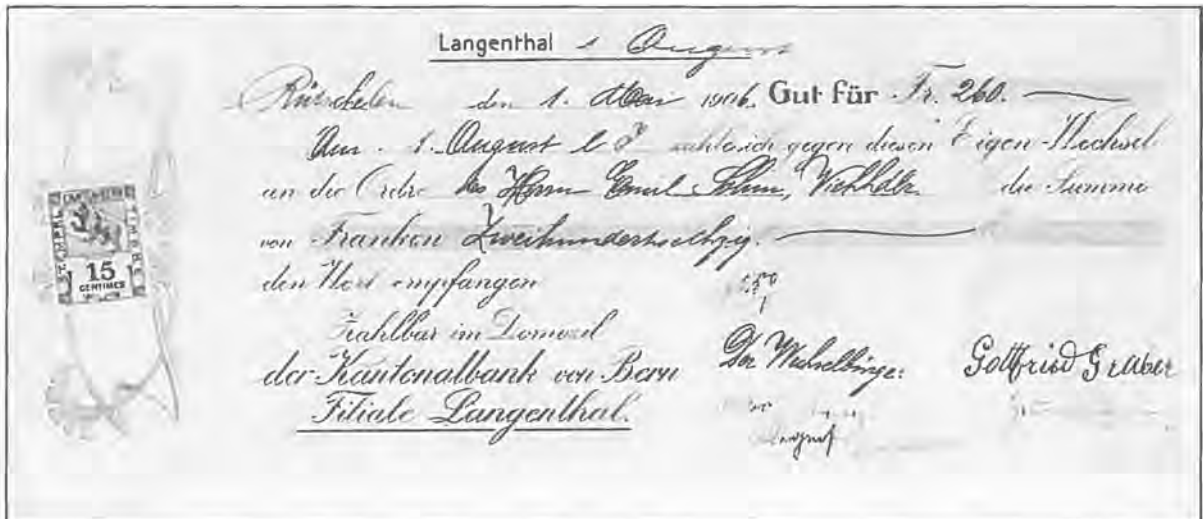 Langenthal 1 August
Rütschelen den 1. Mai 1906. Gut für Fr. 260.
Am 1. August l J zahle ich gegen diesen Eigen-Wechsel
an die Ordre des Herrn Emil Viehhdlr. die Summe
von Franken Zweihundertsechzig.
den Wert empfangen
Zahlbar im Domizil
der Kantonalbank von Bern
Filiale Langenthal.
Der Wechselbürge:
Gottfried Graber
STEMPEL
TIMBRE
15
CENTIMES